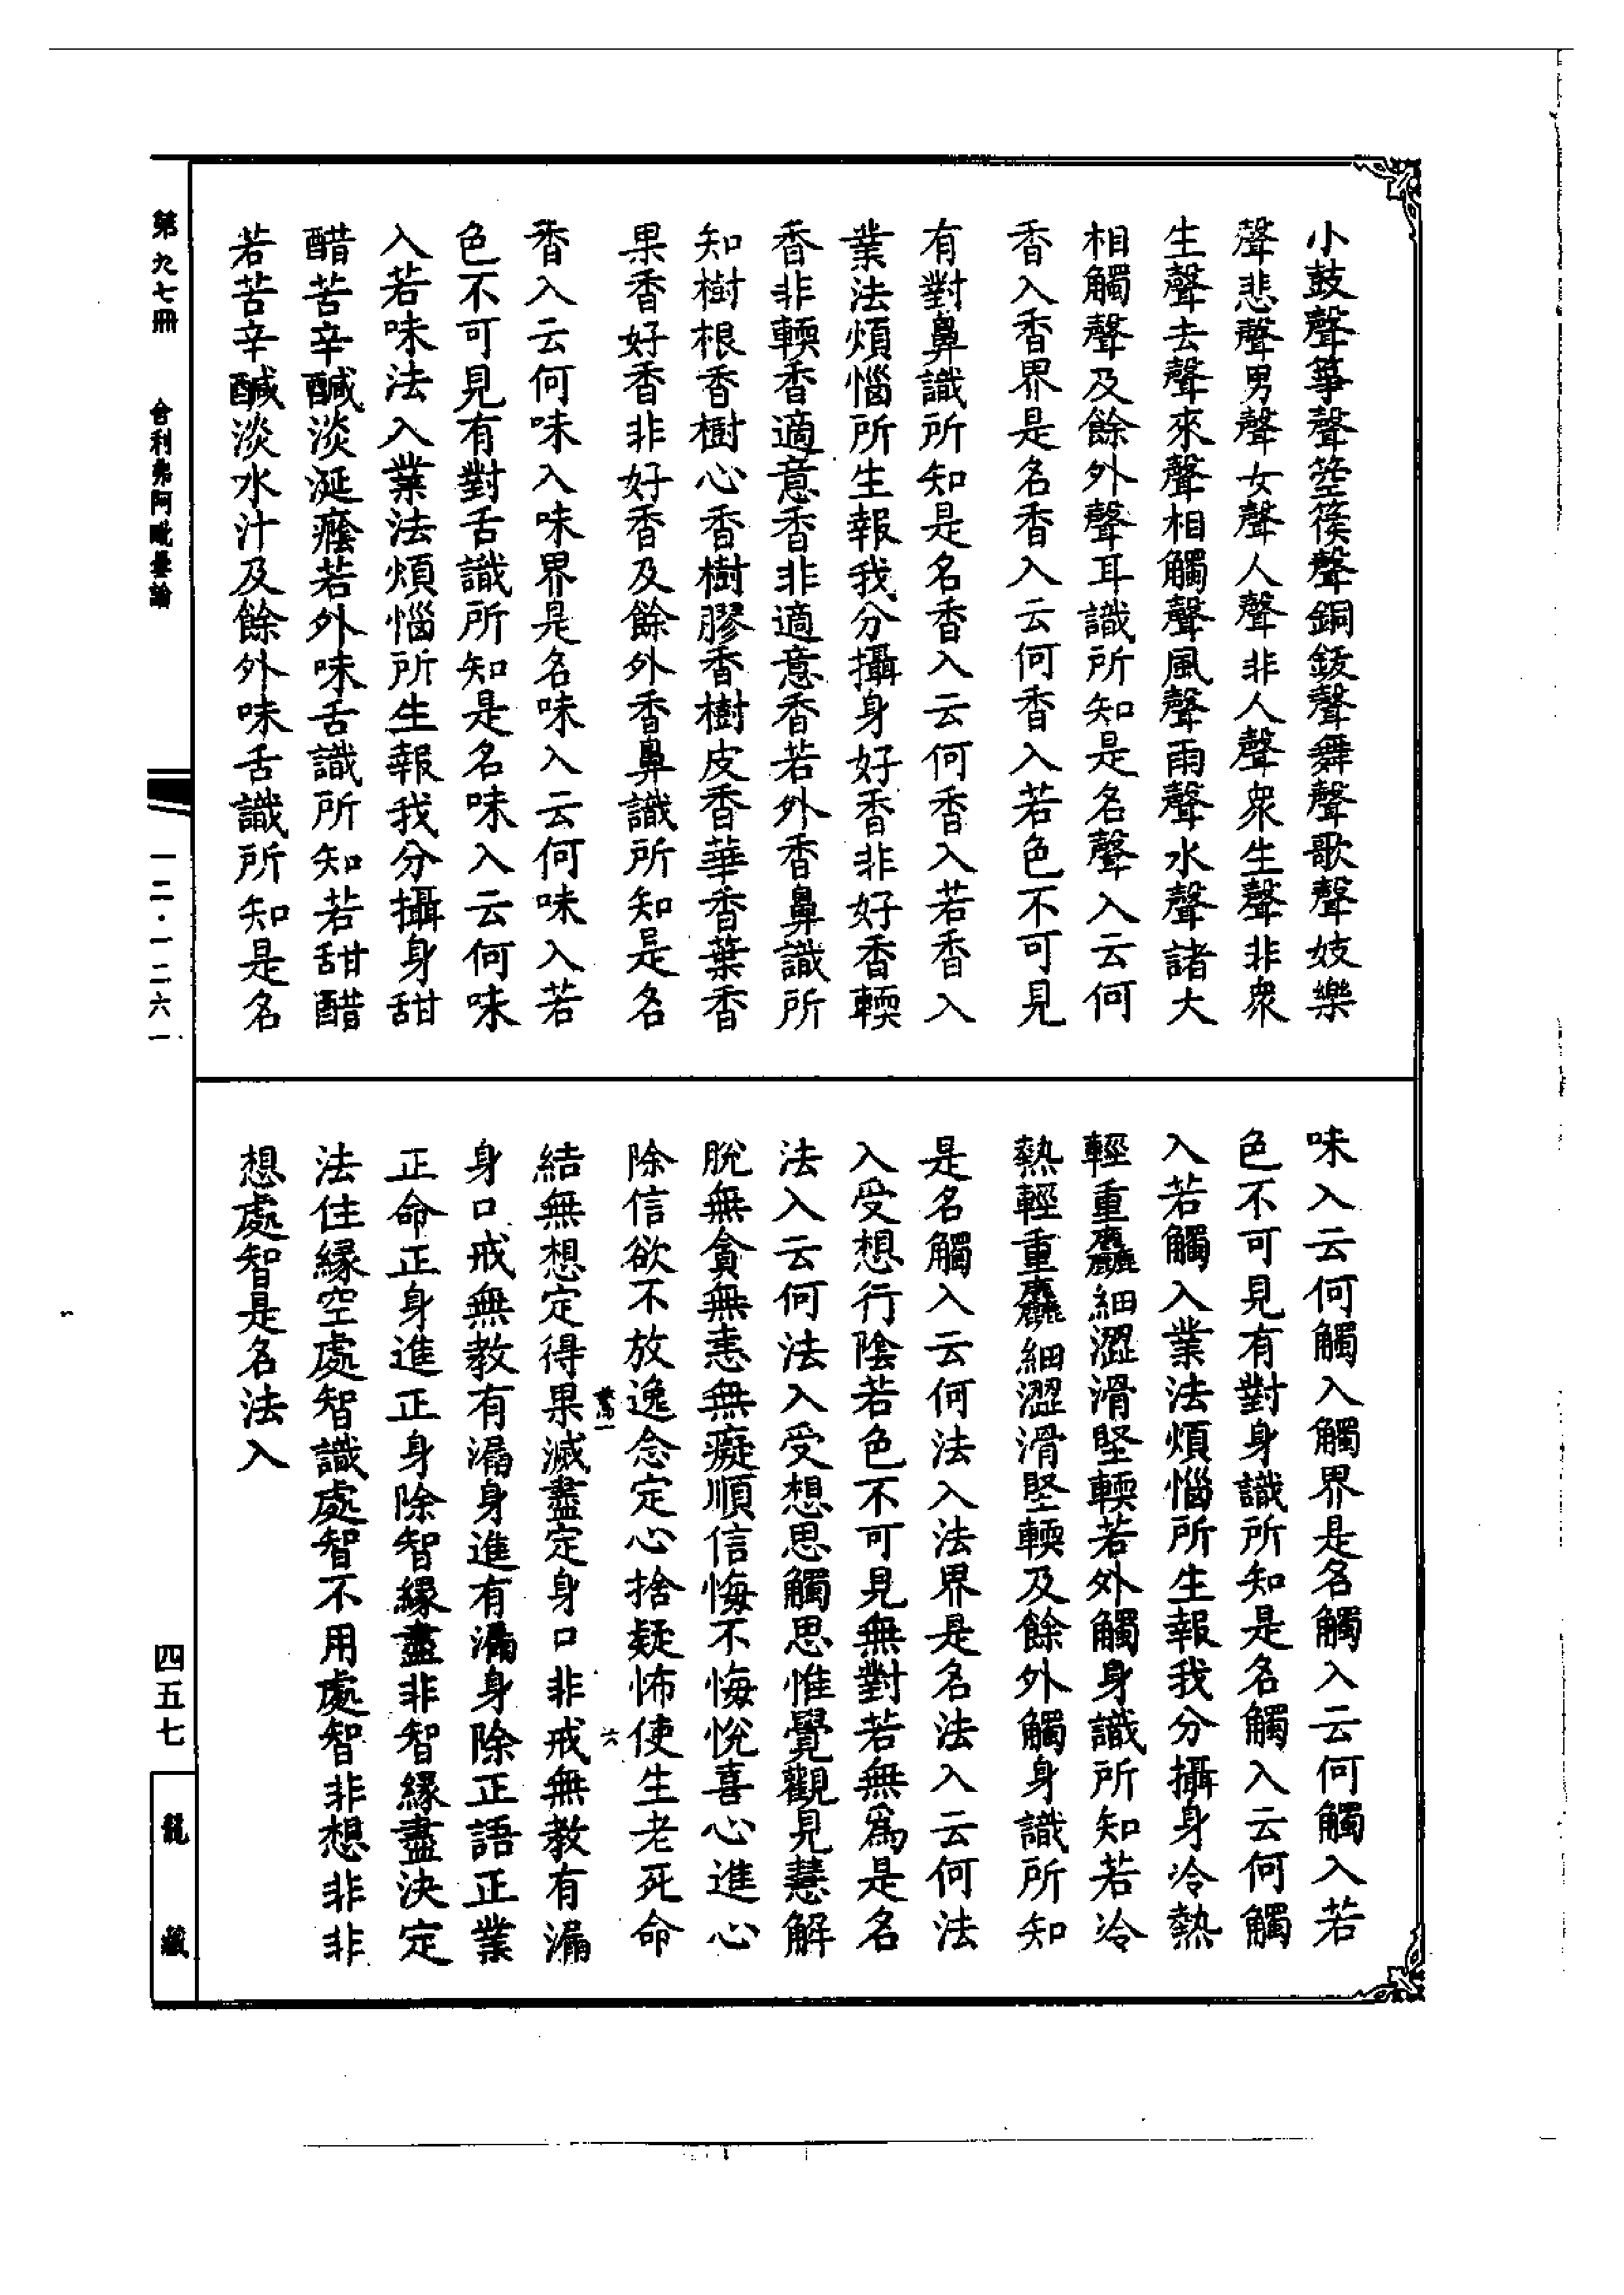 小鼓聲箏聲箜篌聲銅鈸聲舞聲歌聲妓樂
聲悲聲男聲女聲人聲非人聲衆生聲非衆
生聲去聲來聲相觸聲風聲雨聲水聲諸大
相觸聲及餘外聲耳識所知是名聲入云何
香入香界是名香入云何香入若色不可見
有對鼻識所知是名香入云何香入若香入
業法煩惱所生報我分攝身好香非好香輭
香非輭香適意香非適意香若外香鼻識所
知樹根香樹心香樹膠香樹皮香華香葉香
果香好香非好香及餘外香鼻識所知是名
香入云何味入味界是名味入云何味入若
色不可見有對舌識所知是名味入云何味
入若味法入業法煩惱所生報我分攝身甜
醋苦辛醎淡涎癊若外味舌識所知若甜醋
若苦辛醎淡水汁及餘外味舌識所知是名
味入云何觸入觸界是名觸入云何觸入若
色不可見有對身識所知是名觸入云何觸
入若觸入業法煩惱所生報我分攝身冷熱
輕重麤細澀滑堅輭若外觸身識所知若冷
熱輕重麤細澀滑堅輭及餘外觸身識所知
是名觸入云何法入法界是名法入云何法
入受想行陰若色不可見無對若無爲是名
法入云何法入受想思觸思惟覺觀見慧解
脫無貪無恚無癡順信悔不悔悅喜心進心
除信欲不放逸念定心捨疑怖使生老死命
結無想定得果滅盡定身口非戒無教有漏
身口戒無教有漏身進有漏身除正語正業
正命正身進正身除智緣盡非智緣盡決定
法住緣空處智識處智不用處智非想非非
想處智是名法入
六
第九七冊
舍利弗阿毗曇論
一二·一二六一
四五七
龍藏